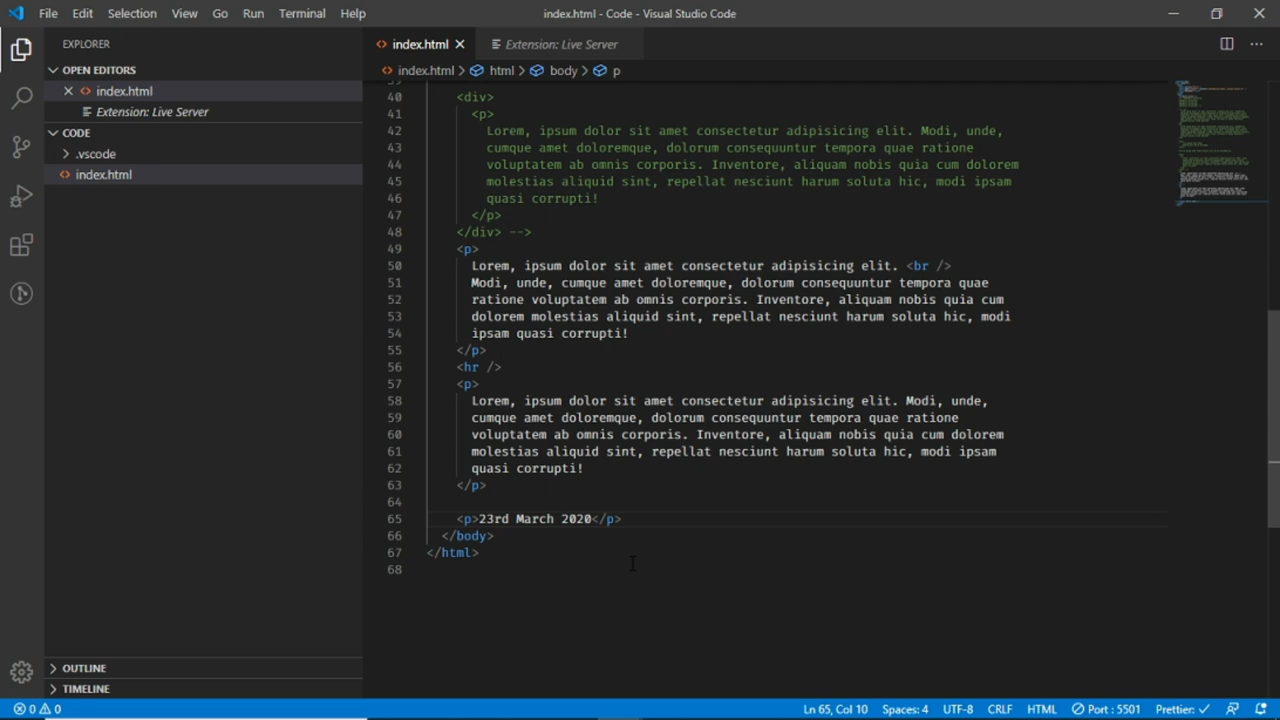 File Edit Selection View Go Run Terminal Help index.html - Code - Visual Studio Code
EXPLORER
OPEN EDITORS
index.html
Extension: Live Server
CODE
.vscode
index.html
OUTLINE
TIMELINE
index.html Extension: Live Server
index.html > html > body > p
40 <div>
41 <p>
42 Lorem, ipsum dolor sit amet consectetur adipisicing elit. Modi, unde,
43 cumque amet doloremque, dolorum consequuntur tempora quae ratione
44 voluptatem ab omnis corporis. Inventore, aliquam nobis quia cum dolorem
45 molestias aliquid sint, repellat nesciunt harum soluta hic, modi ipsam
46 quasi corrupti!
47 </p>
48 </div> -->
49 <p>
50 Lorem, ipsum dolor sit amet consectetur adipisicing elit. <br />
51 Modi, unde, cumque amet doloremque, dolorum consequuntur tempora quae
52 ratione voluptatem ab omnis corporis. Inventore, aliquam nobis quia cum
53 dolorem molestias aliquid sint, repellat nesciunt harum soluta hic, modi
54 ipsam quasi corrupti!
55 </p>
56 <hr />
57 <p>
58 Lorem, ipsum dolor sit amet consectetur adipisicing elit. Modi, unde,
59 cumque amet doloremque, dolorum consequuntur tempora quae ratione
60 voluptatem ab omnis corporis. Inventore, aliquam nobis quia cum dolorem
61 molestias aliquid sint, repellat nesciunt harum soluta hic, modi ipsam
62 quasi corrupti!
63 </p>
64
65 <p>23rd March 2020</p>
66 </body>
67 </html>
68
0 0 Ln 65, Col 10 Spaces: 4 UTF-8 CRLF HTML Port : 5501 Prettier: ✓